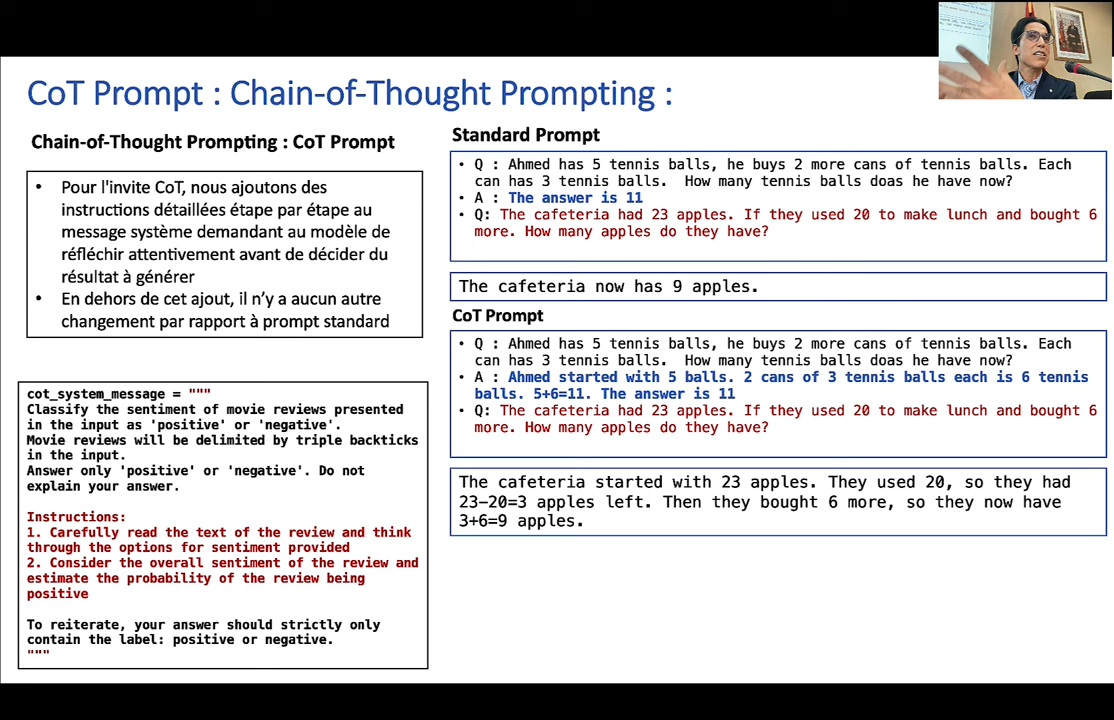 CoT Prompt : Chain-of-Thought Prompting :
Chain-of-Thought Prompting : CoT Prompt
• Pour l'invite CoT, nous ajoutons des
instructions détaillées étape par étape au
message système demandant au modèle de
réfléchir attentivement avant de décider du
résultat à générer
• En dehors de cet ajout, il n'y a aucun autre
changement par rapport à prompt standard
cot_system_message = """
Classify the sentiment of movie reviews presented
in the input as 'positive' or 'negative'.
Movie reviews will be delimited by triple backticks
in the input.
Answer only 'positive' or 'negative'. Do not
explain your answer.
Instructions:
1. Carefully read the text of the review and think
through the options for sentiment provided
2. Consider the overall sentiment of the review and
estimate the probability of the review being
positive
To reiterate, your answer should strictly only
contain the label: positive or negative.
"""
Standard Prompt
• Q : Ahmed has 5 tennis balls, he buys 2 more cans of tennis balls. Each
can has 3 tennis balls. How many tennis balls doas he have now?
• A : The answer is 11
• Q: The cafeteria had 23 apples. If they used 20 to make lunch and bought 6
more. How many apples do they have?
The cafeteria now has 9 apples.
CoT Prompt
• Q : Ahmed has 5 tennis balls, he buys 2 more cans of tennis balls. Each
can has 3 tennis balls. How many tennis balls doas he have now?
• A : Ahmed started with 5 balls. 2 cans of 3 tennis balls each is 6 tennis
balls. 5+6=11. The answer is 11
• Q: The cafeteria had 23 apples. If they used 20 to make lunch and bought 6
more. How many apples do they have?
The cafeteria started with 23 apples. They used 20, so they had
23–20=3 apples left. Then they bought 6 more, so they now have
3+6=9 apples.